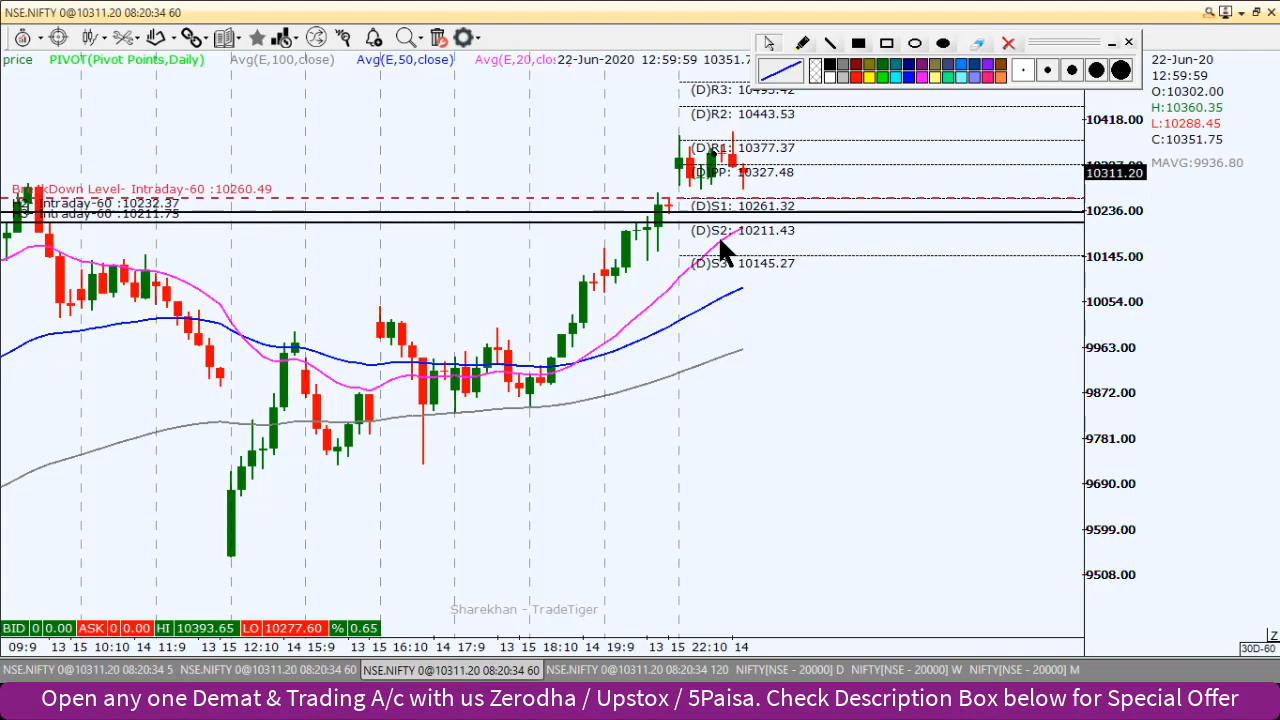 NSE.NIFTY 0@10311.20 08:20:34 60
price PIVOT(Pivot Points,Daily) Avg(E,100,close) Avg(E,50,close) Avg(E,20,clos 22-Jun-2020 12:59:59 10351.7
22-Jun-20
12:59:59
O:10302.00
H:10360.35
L:10288.45
C:10351.75
MAVG:9936.80
(D)R3: 10493.42
(D)R2: 10443.53
(D)R1: 10377.37
(D)PP: 10327.48
(D)S1: 10261.32
(D)S2: 10211.43
(D)S3: 10145.27
Intraday-60 :10260.49
Intraday-60 :10232.37
Intraday-60 :10211.75
10418.00
10311.20
10236.00
10145.00
10054.00
9963.00
9872.00
9781.00
9690.00
9599.00
9508.00
Sharekhan - TradeTiger
BID 0 0.00 ASK 0 0.00 HI 10393.65 LO 10277.60 % 0.65
09:9 13 15 10:10 14 11:9 13 15 12:10 14 15:9 13 15 16:10 14 17:9 13 15 18:10 14 19:9 13 15 22:10 14
Z
30D-60
NSE.NIFTY 0@10311.20 08:20:34 5 NSE.NIFTY 0@10311.20 08:20:34 60 NSE.NIFTY 0@10311.20 08:20:34 60 NSE.NIFTY 0@10311.20 08:20:34 120 NIFTY[NSE - 20000] D NIFTY[NSE - 20000] W NIFTY[NSE - 20000] M
Open any one Demat & Trading A/c with us Zerodha / Upstox / 5Paisa. Check Description Box below for Special Offer